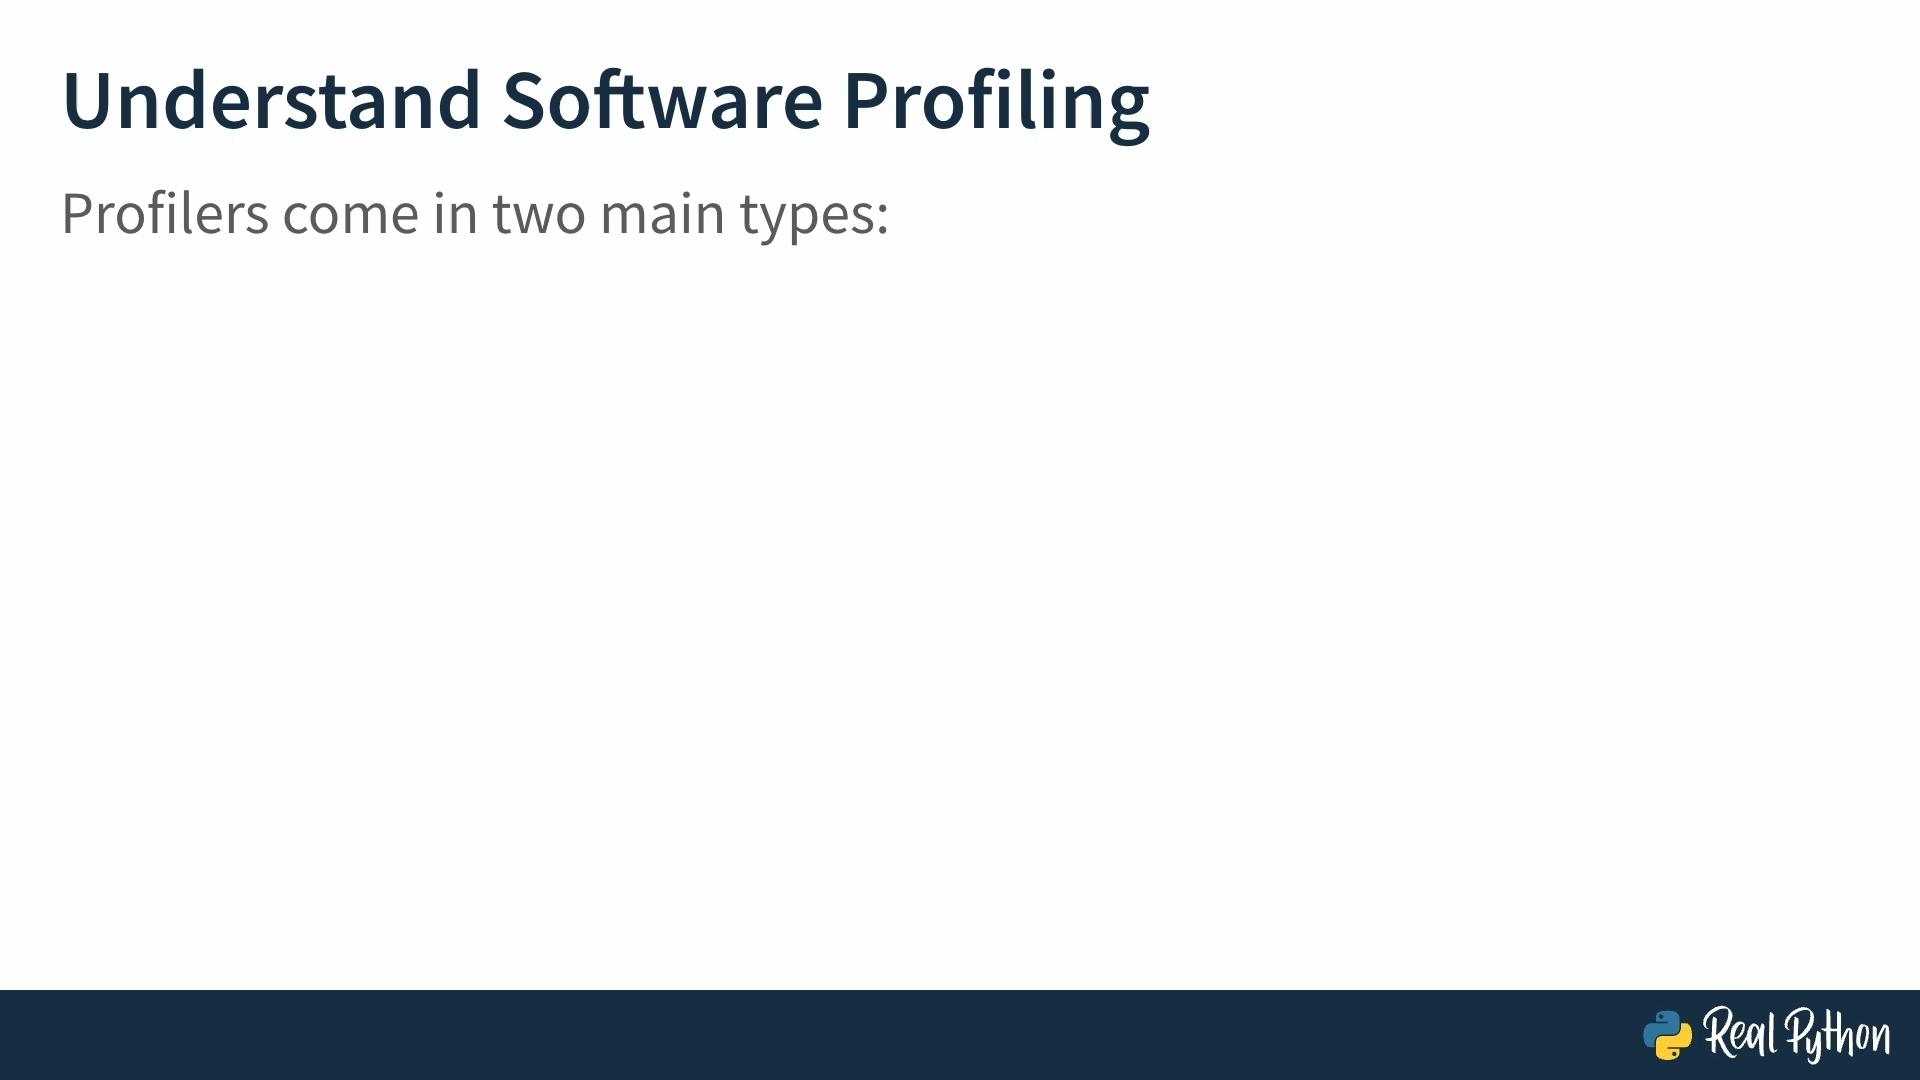 Understand Software Profiling
Profilers come in two main types:
Real Python